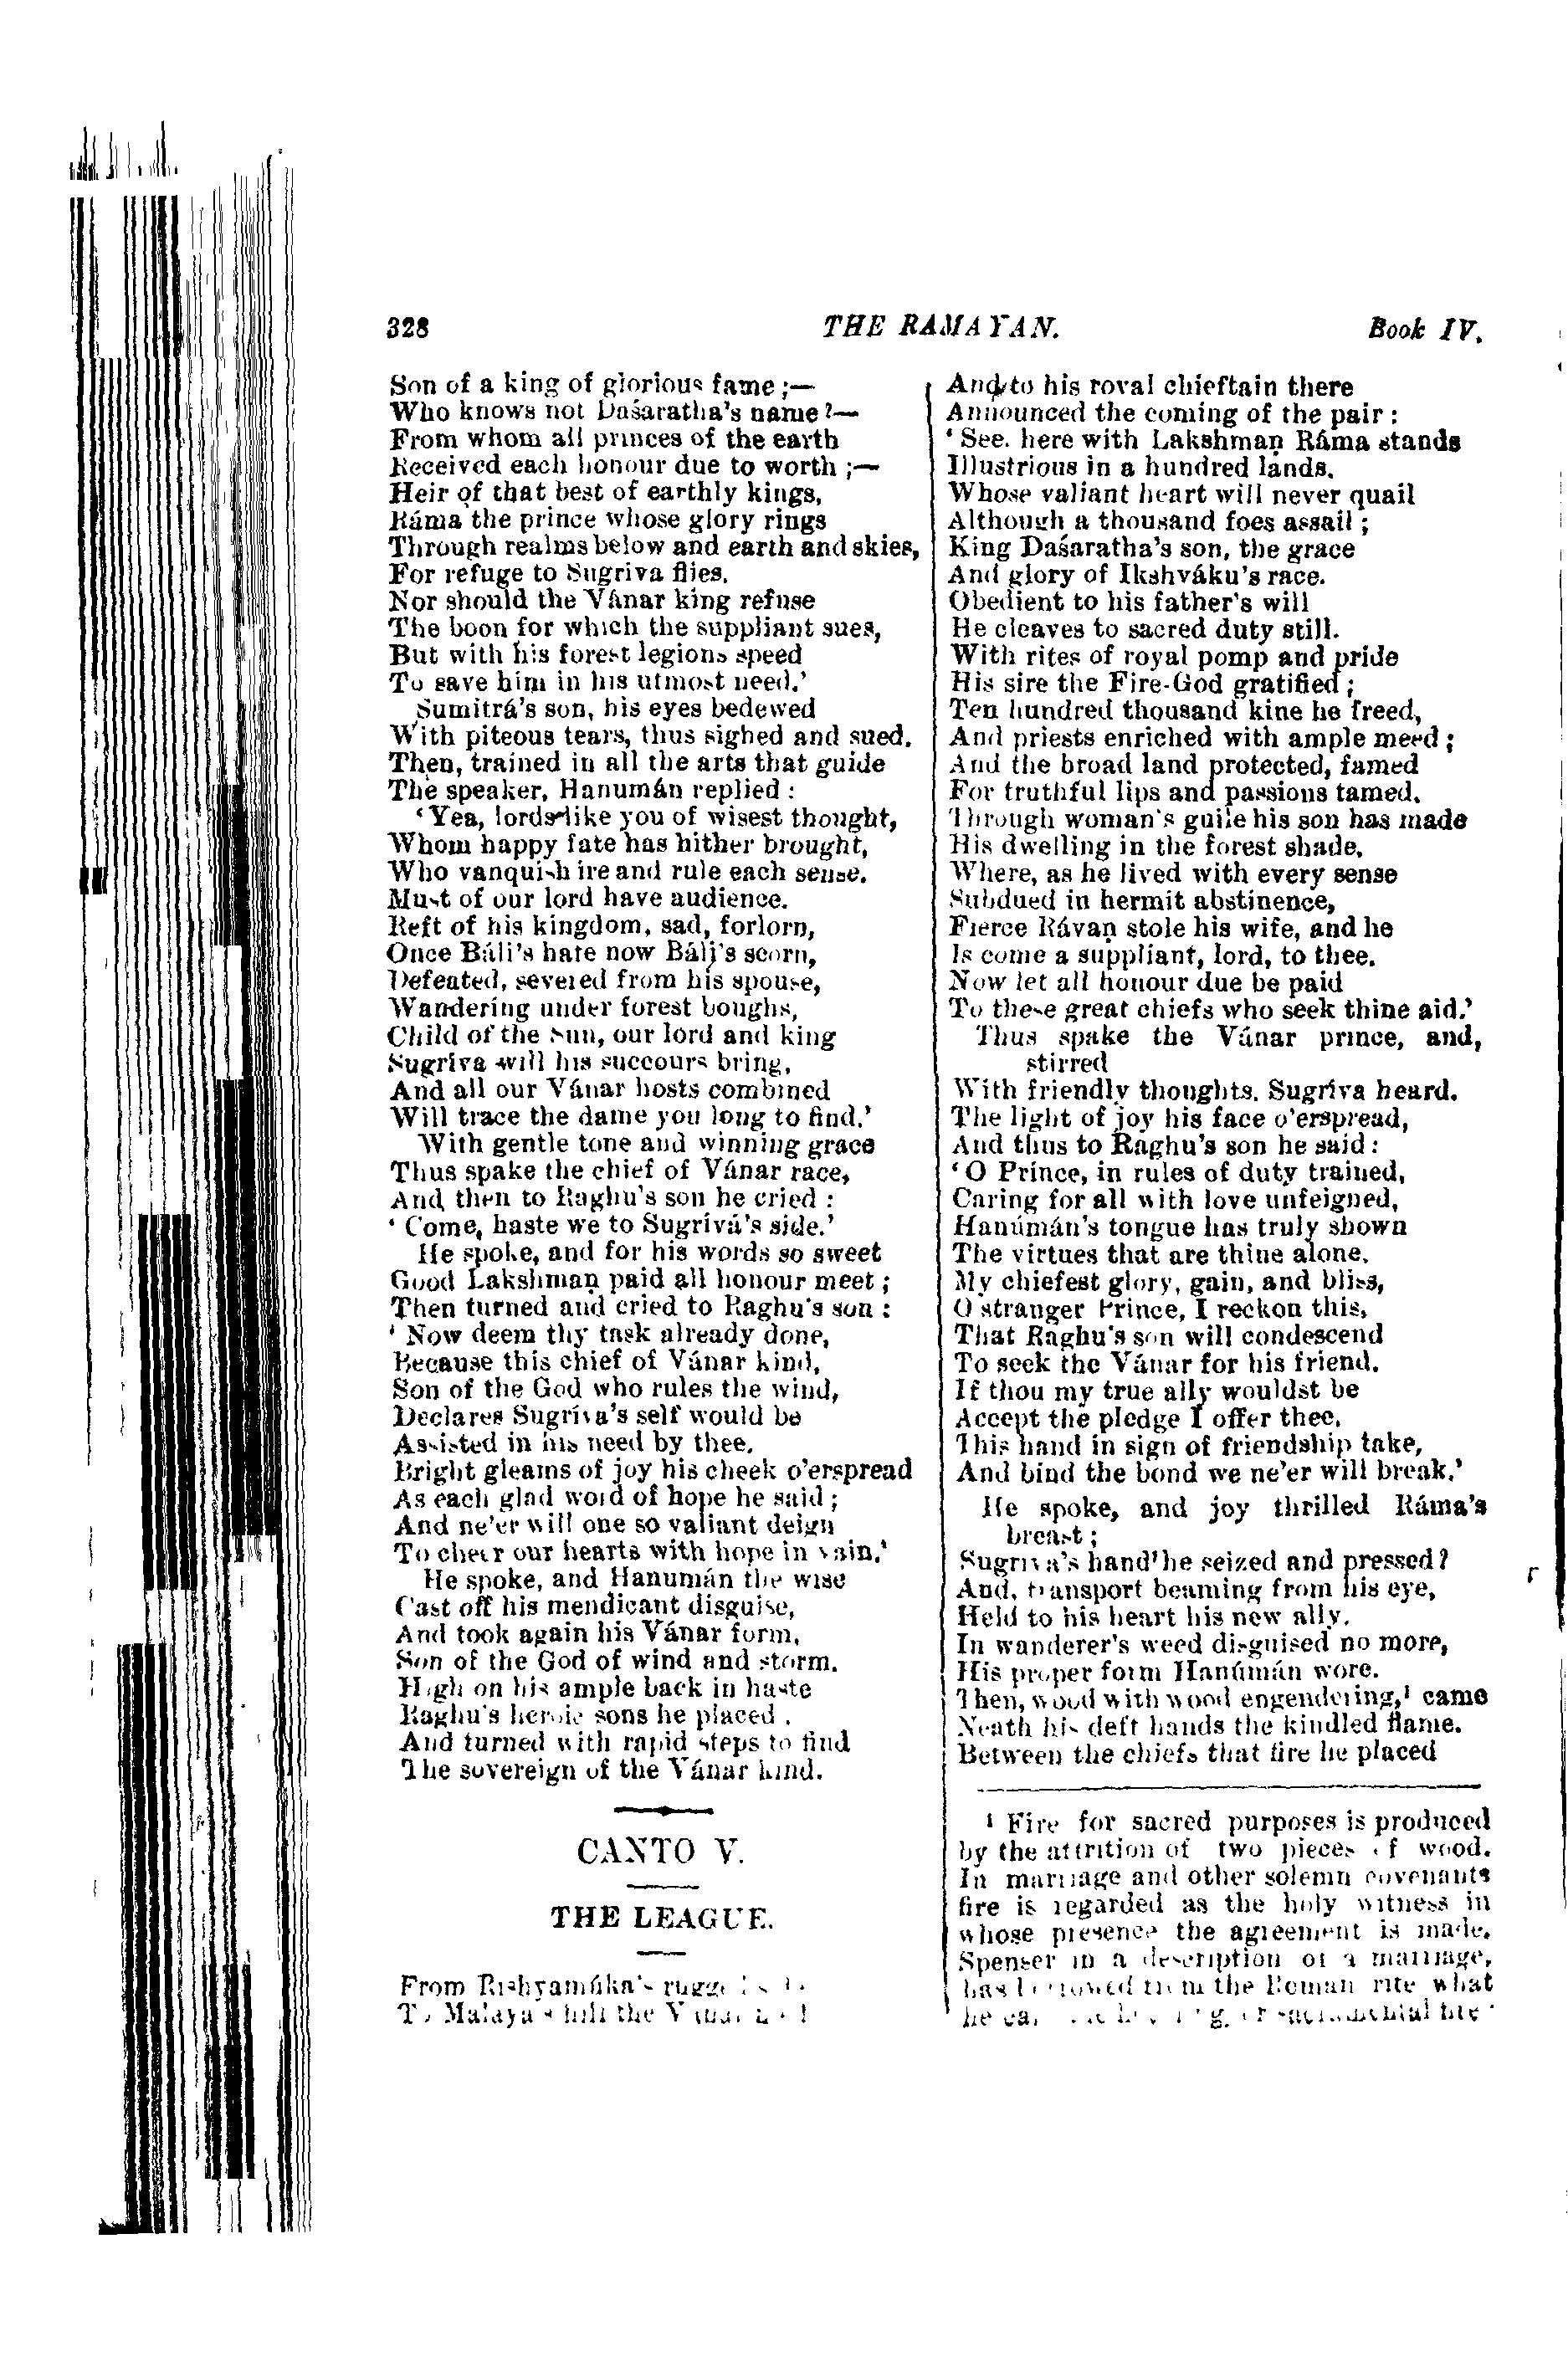 328 THE RAMAYAN. Book IV.
Son of a king of glorious fame ;—
Who knows not Daśaratha's name ?—
From whom all princes of the earth
Received each honour due to worth ;—
Heir of that best of earthly kings,
Ráma the prince whose glory rings
Through realms below and earth and skies,
For refuge to Sugriva flies.
Nor should the Vánar king refuse
The boon for which the suppliant sues,
But with his forest legions speed
To save him in his utmost need.'
Sumitrá's son, his eyes bedewed
With piteous tears, thus sighed and sued.
Then, trained in all the arts that guide
The speaker, Hanumán replied :
'Yea, lords like you of wisest thought,
Whom happy fate has hither brought,
Who vanquish ire and rule each sense,
Must of our lord have audience.
Reft of his kingdom, sad, forlorn,
Once Báli's hate now Báli's scorn,
Defeated, severed from his spouse,
Wandering under forest boughs,
Child of the Sun, our lord and king
Sugríva will his succours bring,
And all our Vánar hosts combined
Will trace the dame you long to find.'
With gentle tone and winning grace
Thus spake the chief of Vánar race,
And then to Raghu's son he cried :
' Come, haste we to Sugrívá's side.'
He spoke, and for his words so sweet
Good Lakshmaṇ paid all honour meet ;
Then turned and cried to Raghu's son :
' Now deem thy task already done,
Because this chief of Vánar kind,
Son of the God who rules the wind,
Declares Sugríva's self would be
Assisted in his need by thee.
Bright gleams of joy his cheek o'erspread
As each glad word of hope he said ;
And ne'er will one so valiant deign
To cheer our hearts with hope in vain.'
He spoke, and Hanumán the wise
Cast off his mendicant disguise,
And took again his Vánar form,
Son of the God of wind and storm.
High on his ample back in haste
Raghu's heroic sons he placed,
And turned with rapid steps to find
The sovereign of the Vánar kind.
CANTO V.
THE LEAGUE.
From Rishyamúka's
To Malaya's hill the
And to his royal chieftain there
Announced the coming of the pair :
' See, here with Lakshmaṇ Ráma stands
Illustrious in a hundred lands.
Whose valiant heart will never quail
Although a thousand foes assail ;
King Daśaratha's son, the grace
And glory of Ikshváku's race.
Obedient to his father's will
He cleaves to sacred duty still.
With rites of royal pomp and pride
His sire the Fire-God gratified ;
Ten hundred thousand kine he freed,
And priests enriched with ample meed ;
And the broad land protected, famed
For truthful lips and passions tamed.
Through woman's guile his son has made
His dwelling in the forest shade,
Where, as he lived with every sense
Subdued in hermit abstinence,
Fierce Rávaṇ stole his wife, and he
Is come a suppliant, lord, to thee.
Now let all honour due be paid
To these great chiefs who seek thine aid.'
Thus spake the Vánar prince, and,
stirred
With friendly thoughts, Sugríva heard.
The light of joy his face o'erspread,
And thus to Raghu's son he said :
' O Prince, in rules of duty trained,
Caring for all with love unfeigned,
Hanúmán's tongue has truly shown
The virtues that are thine alone.
My chiefest glory, gain, and bliss,
O stranger Prince, I reckon this,
That Raghu's son will condescend
To seek the Vánar for his friend.
If thou my true ally wouldst be
Accept the pledge I offer thee,
This hand in sign of friendship take,
And bind the bond we ne'er will break.'
He spoke, and joy thrilled Ráma's
breast ;
Sugríva's hand he seized and pressed
And, transport beaming from his eye,
Held to his heart his new ally.
In wanderer's weed disguised no more,
His proper form Hanúmán wore.
Then, wood with wood engendering,¹ came
Neath his deft hands the kindled flame.
Between the chiefs that fire he placed
¹ Fire for sacred purposes is produced
by the attrition of two pieces of wood.
In marriage and other solemn covenants
fire is regarded as the holy witness in
whose presence the agreement is made.
Spenser in a description of a marriage,
has borrowed from the Roman rite what
he